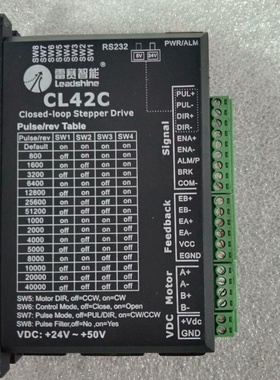 SW8
SW7
SW6
SW5
SW4
SW3
SW2
SW1
RS232
PWR/ALM
5V 24V
雷赛智能
Leadshine
CL42C
Closed-loop Stepper Drive
Pulse/rev Table
Pulse/rev SW1 SW2 SW3 SW4
Default on on on on
800 off on on on
1600 on off on on
3200 off off on on
6400 on on off on
12800 off on off on
25600 on off off on
51200 off off off on
1000 on on on off
2000 off on on off
4000 on off on off
5000 off off on off
8000 on on off off
10000 off on off off
20000 on off off off
40000 off off off off
SW5: Motor DIR, off=CCW, on=CW
SW6: Control Mode, off=Close, on=Open
SW7: Pulse Mode, off=PUL/DIR, on=CW/CCW
SW8: Pulse Filter,off=No ,on=Yes
VDC: +24V ~ +50V
Signal
PUL+
PUL-
DIR+
DIR-
ENA+
ENA-
ALM/P
BRK
COM-
Feedback
EB+
EB-
EA+
EA-
VCC
EGND
Motor
A+
A-
B+
B-
VDC
+Vdc
GND